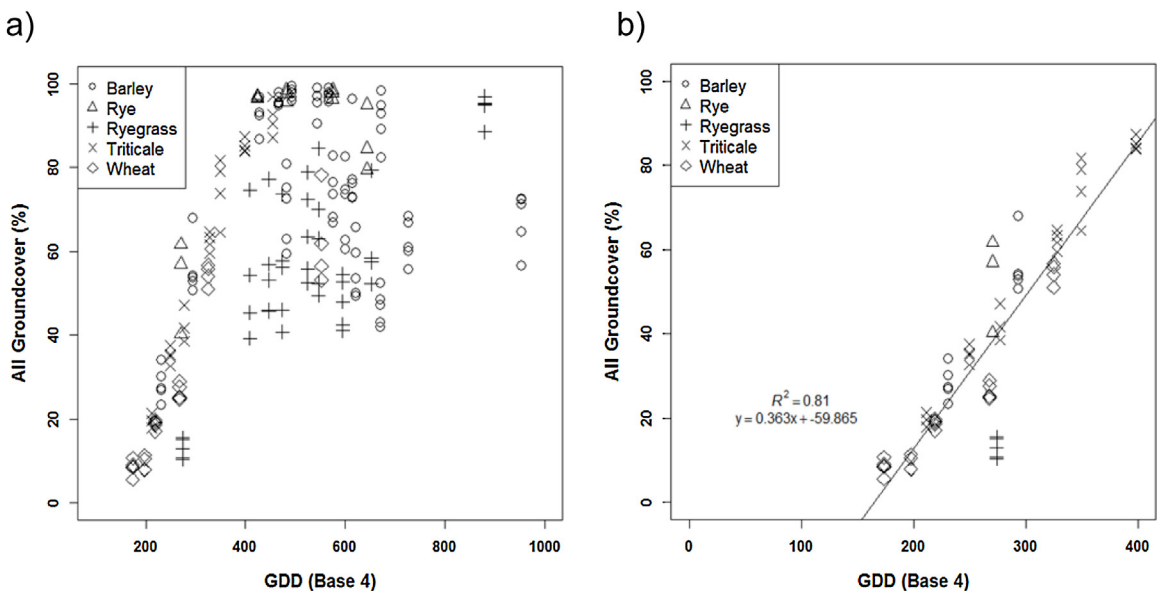 a)
Barley
Rye
Ryegrass
Triticale
Wheat
All Groundcover (%)
100
80
60
40
20
0
200 400 600 800 1000
GDD (Base 4)
b)
Barley
Rye
Ryegrass
Triticale
Wheat
All Groundcover (%)
100
80
60
40
20
0
R² = 0.81
y = 0.363x + -59.865
0 100 200 300 400
GDD (Base 4)